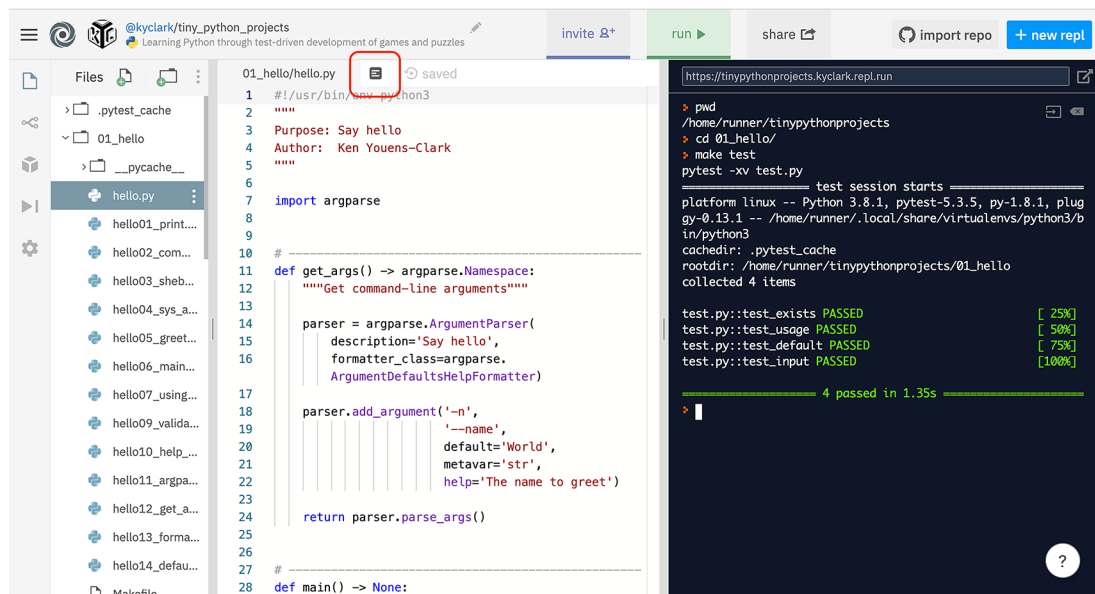 @kyclark/tiny_python_projects
Learning Python through test-driven development of games and puzzles
invite
run
share
import repo
+ new repl
Files
.pytest_cache
01_hello
__pycache__
hello.py
hello01_print....
hello02_com...
hello03_sheb...
hello04_sys_a...
hello05_greet...
hello06_main...
hello07_using...
hello09_valida...
hello10_help_...
hello11_argpa...
hello12_get_a...
hello13_forma...
hello14_defau...
Makefile
01_hello/hello.py
saved
1 #!/usr/bin/env python3
2 """
3 Purpose: Say hello
4 Author:  Ken Youens-Clark
5 """
6
7 import argparse
8
9
10 # --------------------------------------------------
11 def get_args() -> argparse.Namespace:
12     """Get command-line arguments"""
13
14     parser = argparse.ArgumentParser(
15         description='Say hello',
16         formatter_class=argparse.
ArgumentDefaultsHelpFormatter)
17
18     parser.add_argument('-n',
19                         '--name',
20                         default='World',
21                         metavar='str',
22                         help='The name to greet')
23
24     return parser.parse_args()
25
26
27 # --------------------------------------------------
28 def main() -> None:
https://tinypythonprojects.kyclark.repl.run
pwd
/home/runner/tinypythonprojects
cd 01_hello/
make test
pytest -xv test.py
=================== test session starts ====================
platform linux -- Python 3.8.1, pytest-5.3.5, py-1.8.1, plug
gy-0.13.1 -- /home/runner/.local/share/virtualenvs/python3/b
in/python3
cachedir: .pytest_cache
rootdir: /home/runner/tinypythonprojects/01_hello
collected 4 items
test.py::test_exists PASSED [ 25%]
test.py::test_usage PASSED [ 50%]
test.py::test_default PASSED [ 75%]
test.py::test_input PASSED [100%]
==================== 4 passed in 1.35s =====================
?